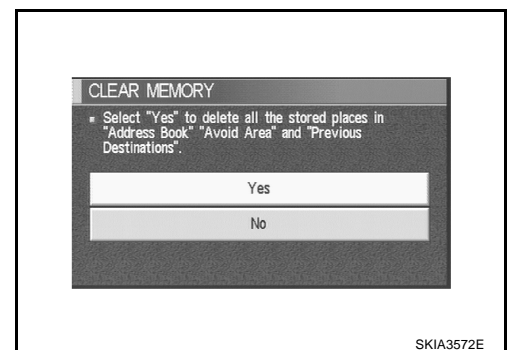 CLEAR MEMORY
▪ Select "Yes" to delete all the stored places in
"Address Book" "Avoid Area" and "Previous
Destinations".
Yes
No
SKIA3572E